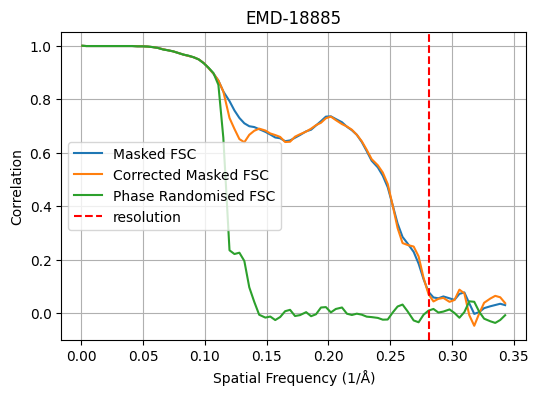 EMD-18885
Correlation
1.0
0.8
0.6
0.4
0.2
0.0
Masked FSC
Corrected Masked FSC
Phase Randomised FSC
resolution
0.00 0.05 0.10 0.15 0.20 0.25 0.30 0.35
Spatial Frequency (1/Å)